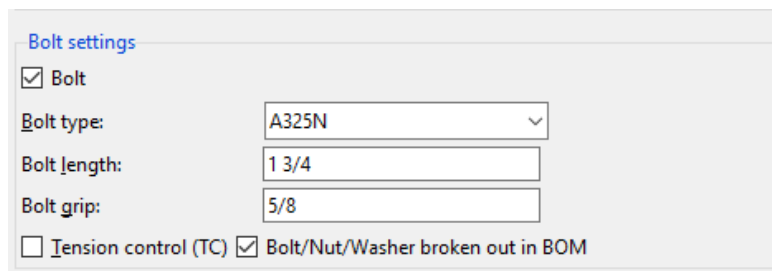 Bolt settings
Bolt
Bolt type: A325N
Bolt length: 1 3/4
Bolt grip: 5/8
Tension control (TC) Bolt/Nut/Washer broken out in BOM